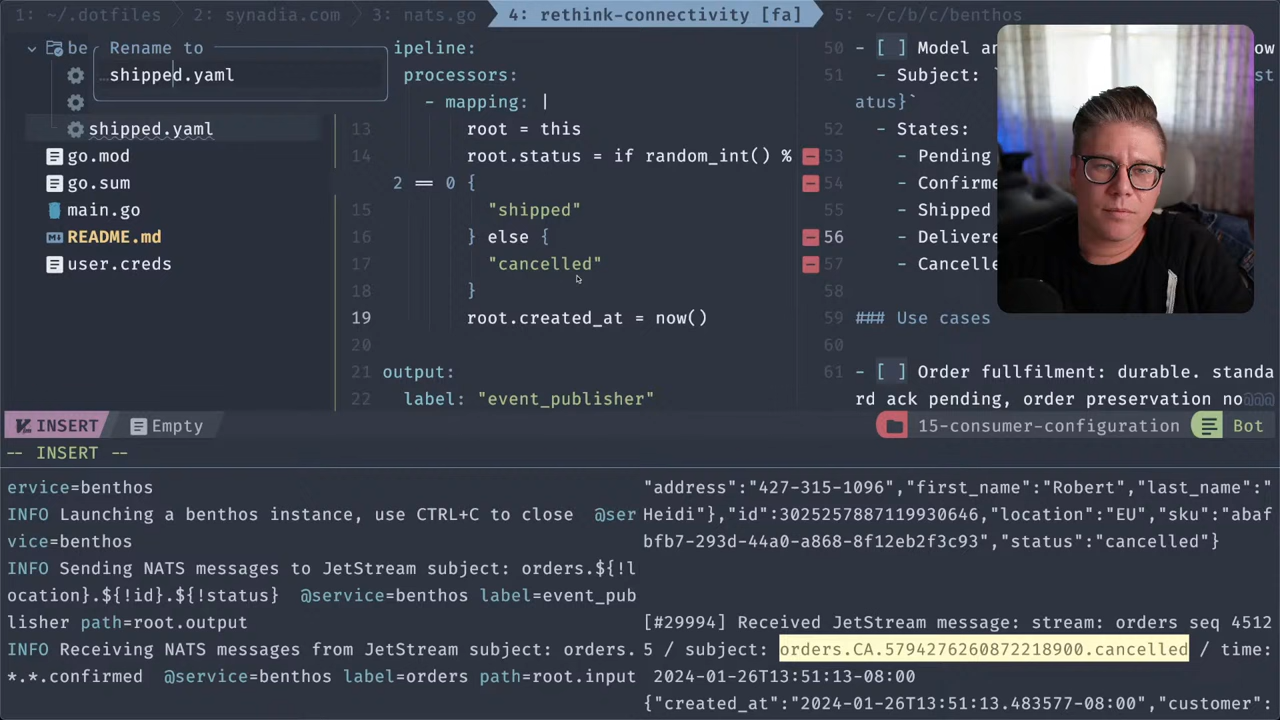 1: ~/.dotfiles
2: synadia.com
3: nats.go
4: rethink-connectivity [fa]
5: ~/c/b/c/benthos
be
Rename to
shipped.yaml
shipped.yaml
go.mod
go.sum
main.go
README.md
user.creds
ipeline:
processors:
- mapping: |
13 root = this
14 root.status = if random_int() %
2 == 0 {
15 "shipped"
16 } else {
17 "cancelled"
18 }
19 root.created_at = now()
20
21 output:
22 label: "event_publisher"
50 - [ ] Model an
ow
51 - Subject: `
atus}`
52 - States:
53 - Pending
54 - Confirme
55 - Shipped
56 - Delivere
57 - Cancelle
58
59 ### Use cases
60
61 - [ ] Order fullfilment: durable. standa
rd ack pending, order preservation no@@@
INSERT
Empty
15-consumer-configuration
Bot
-- INSERT --
ervice=benthos
INFO Launching a benthos instance, use CTRL+C to close @ser
vice=benthos
INFO Sending NATS messages to JetStream subject: orders.${!l
ocation}.${!id}.${!status} @service=benthos label=event_pub
lisher path=root.output
INFO Receiving NATS messages from JetStream subject: orders.
*.*.confirmed @service=benthos label=orders path=root.input
"address":"427-315-1096","first_name":"Robert","last_name":"
Heidi"},"id":3025257887119930646,"location":"EU","sku":"abaf
bfb7-293d-44a0-a868-8f12eb2f3c93","status":"cancelled"}
[#29994] Received JetStream message: stream: orders seq 4512
5 / subject: orders.CA.5794276260872218900.cancelled / time:
2024-01-26T13:51:13-08:00
{"created_at":"2024-01-26T13:51:13.483577-08:00","customer":